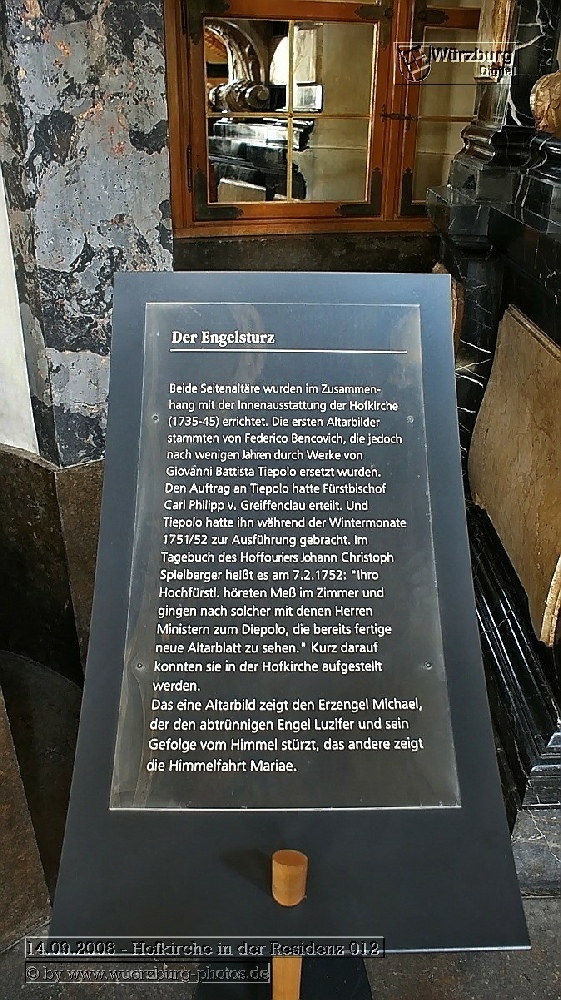 Würzburg
Digital
Der Engelsturz
Beide Seitenaltäre wurden im Zusammen-
hang mit der Innenausstattung der Hofkirche
(1735-45) errichtet. Die ersten Altarbilder
stammten von Federico Bencovich, die jedoch
nach wenigen Jahren durch Werke von
Giovanni Battista Tiepolo ersetzt wurden.
Den Auftrag an Tiepolo hatte Fürstbischof
Carl Philipp v. Greiffenclau erteilt. Und
Tiepolo hatte ihn während der Wintermonate
1751/52 zur Ausführung gebracht. Im
Tagebuch des Hoffouriers Johann Christoph
Spielberger heißt es am 7.2.1752: "Ihro
Hochfürstl. höreten Meß im Zimmer und
gingen nach solcher mit denen Herren
Ministern zum Diepolo, die bereits fertige
neue Altarblatt zu sehen." Kurz darauf
konnten sie in der Hofkirche aufgestellt
werden.
Das eine Altarbild zeigt den Erzengel Michael,
der den abtrünnigen Engel Luzifer und sein
Gefolge vom Himmel stürzt, das andere zeigt
die Himmelfahrt Mariae.
14.09.2008 - Hofkirche in der Residenz 012
© by www.wuerzburg-photos.de